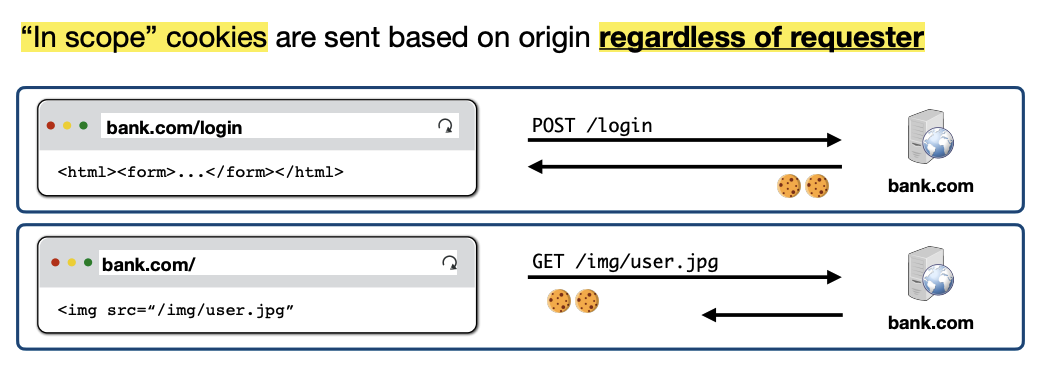 “In scope” cookies are sent based on origin regardless of requester
bank.com/login
<html><form>...</form></html>
POST /login
bank.com
bank.com/
<img src=“/img/user.jpg”
GET /img/user.jpg
bank.com